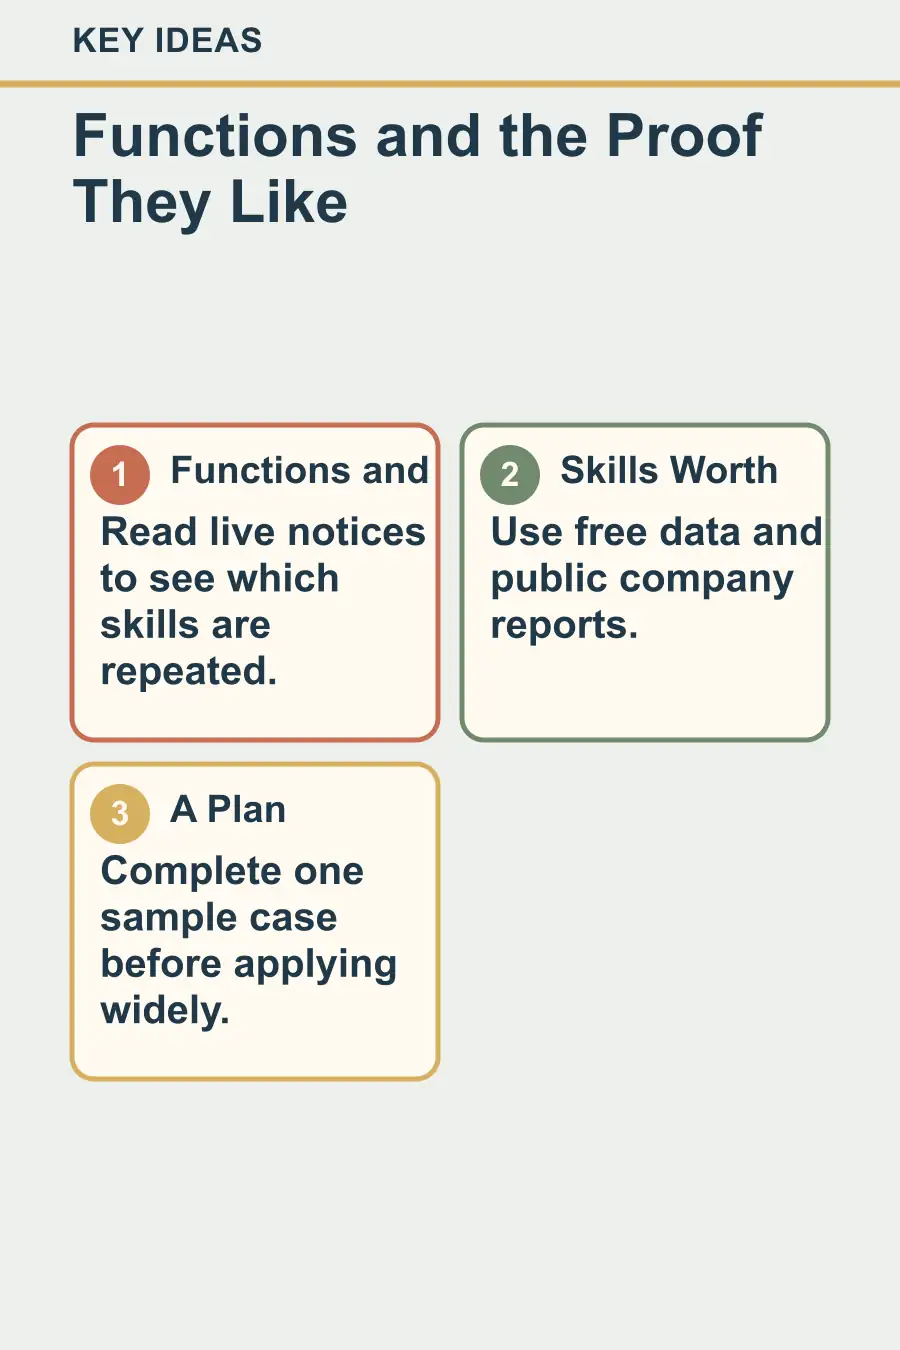 KEY IDEAS
Functions and the Proof
They Like
1 Functions and
Read live notices
to see which
skills are
repeated.
2 Skills Worth
Use free data and
public company
reports.
3 A Plan
Complete one
sample case
before applying
widely.